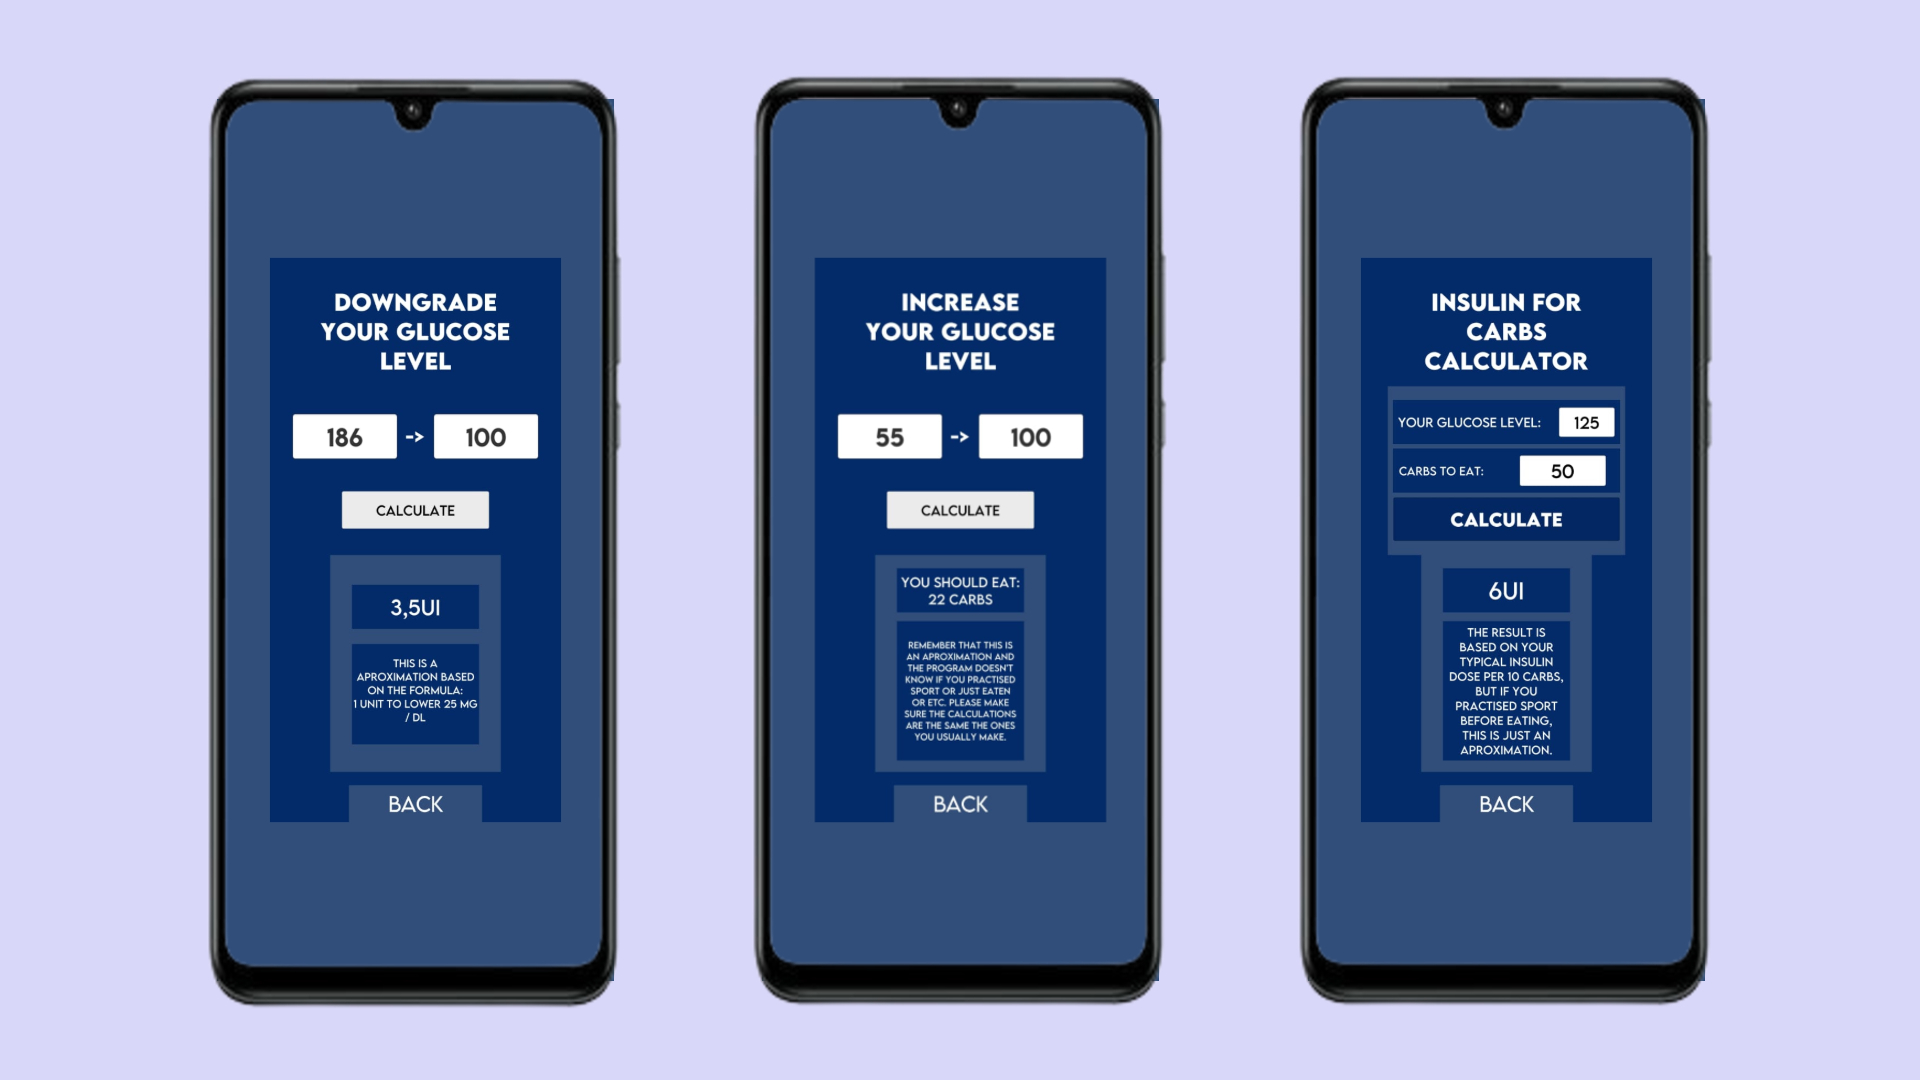 DOWNGRADE
YOUR GLUCOSE
LEVEL
186 -> 100
CALCULATE
3,5UI
THIS IS A
APROXIMATION BASED
ON THE FORMULA:
1 UNIT TO LOWER 25 MG
/ DL
BACK
INCREASE
YOUR GLUCOSE
LEVEL
55 -> 100
CALCULATE
YOU SHOULD EAT:
22 CARBS
REMEMBER THAT THIS IS
AN APROXIMATION AND
THE PROGRAM DOESN'T
KNOW IF YOU PRACTISED
SPORT OR JUST EATEN
OR ETC. PLEASE MAKE
SURE THE CALCULATIONS
ARE THE SAME THE ONES
YOU USUALLY MAKE.
BACK
INSULIN FOR
CARBS
CALCULATOR
YOUR GLUCOSE LEVEL: 125
CARBS TO EAT: 50
CALCULATE
6UI
THE RESULT IS
BASED ON YOUR
TYPICAL INSULIN
DOSE PER 10 CARBS,
BUT IF YOU
PRACTISED SPORT
BEFORE EATING,
THIS IS JUST AN
APROXIMATION.
BACK